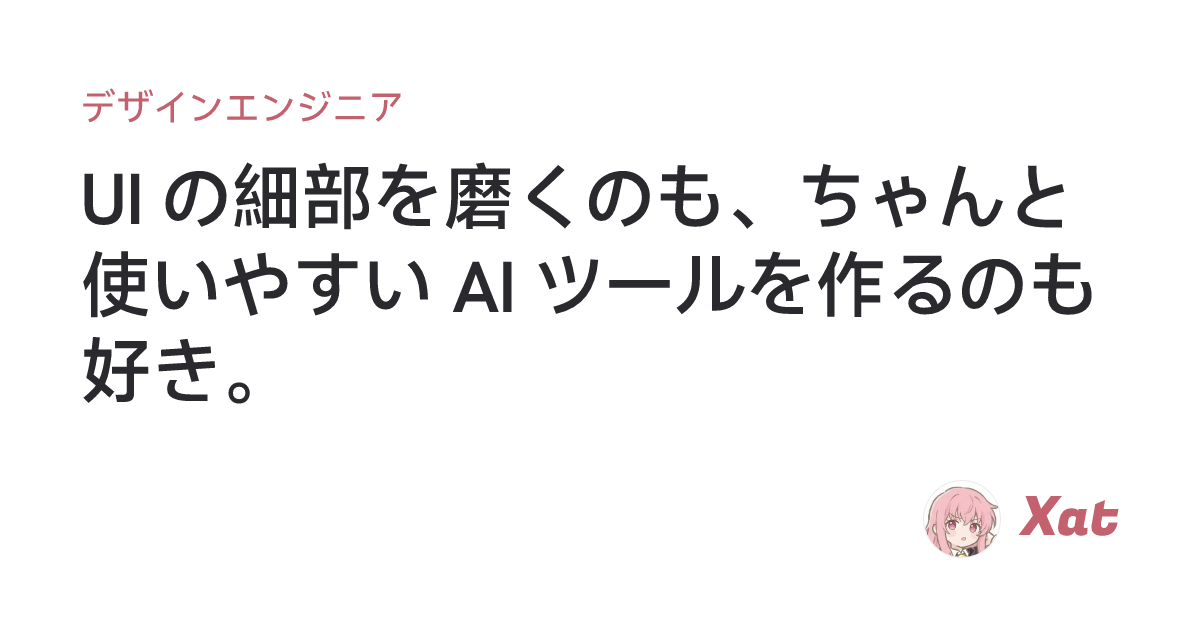 デザインエンジニア
UI の細部を磨くのも、ちゃんと
使いやすい AI ツールを作るのも
好き。
Xat